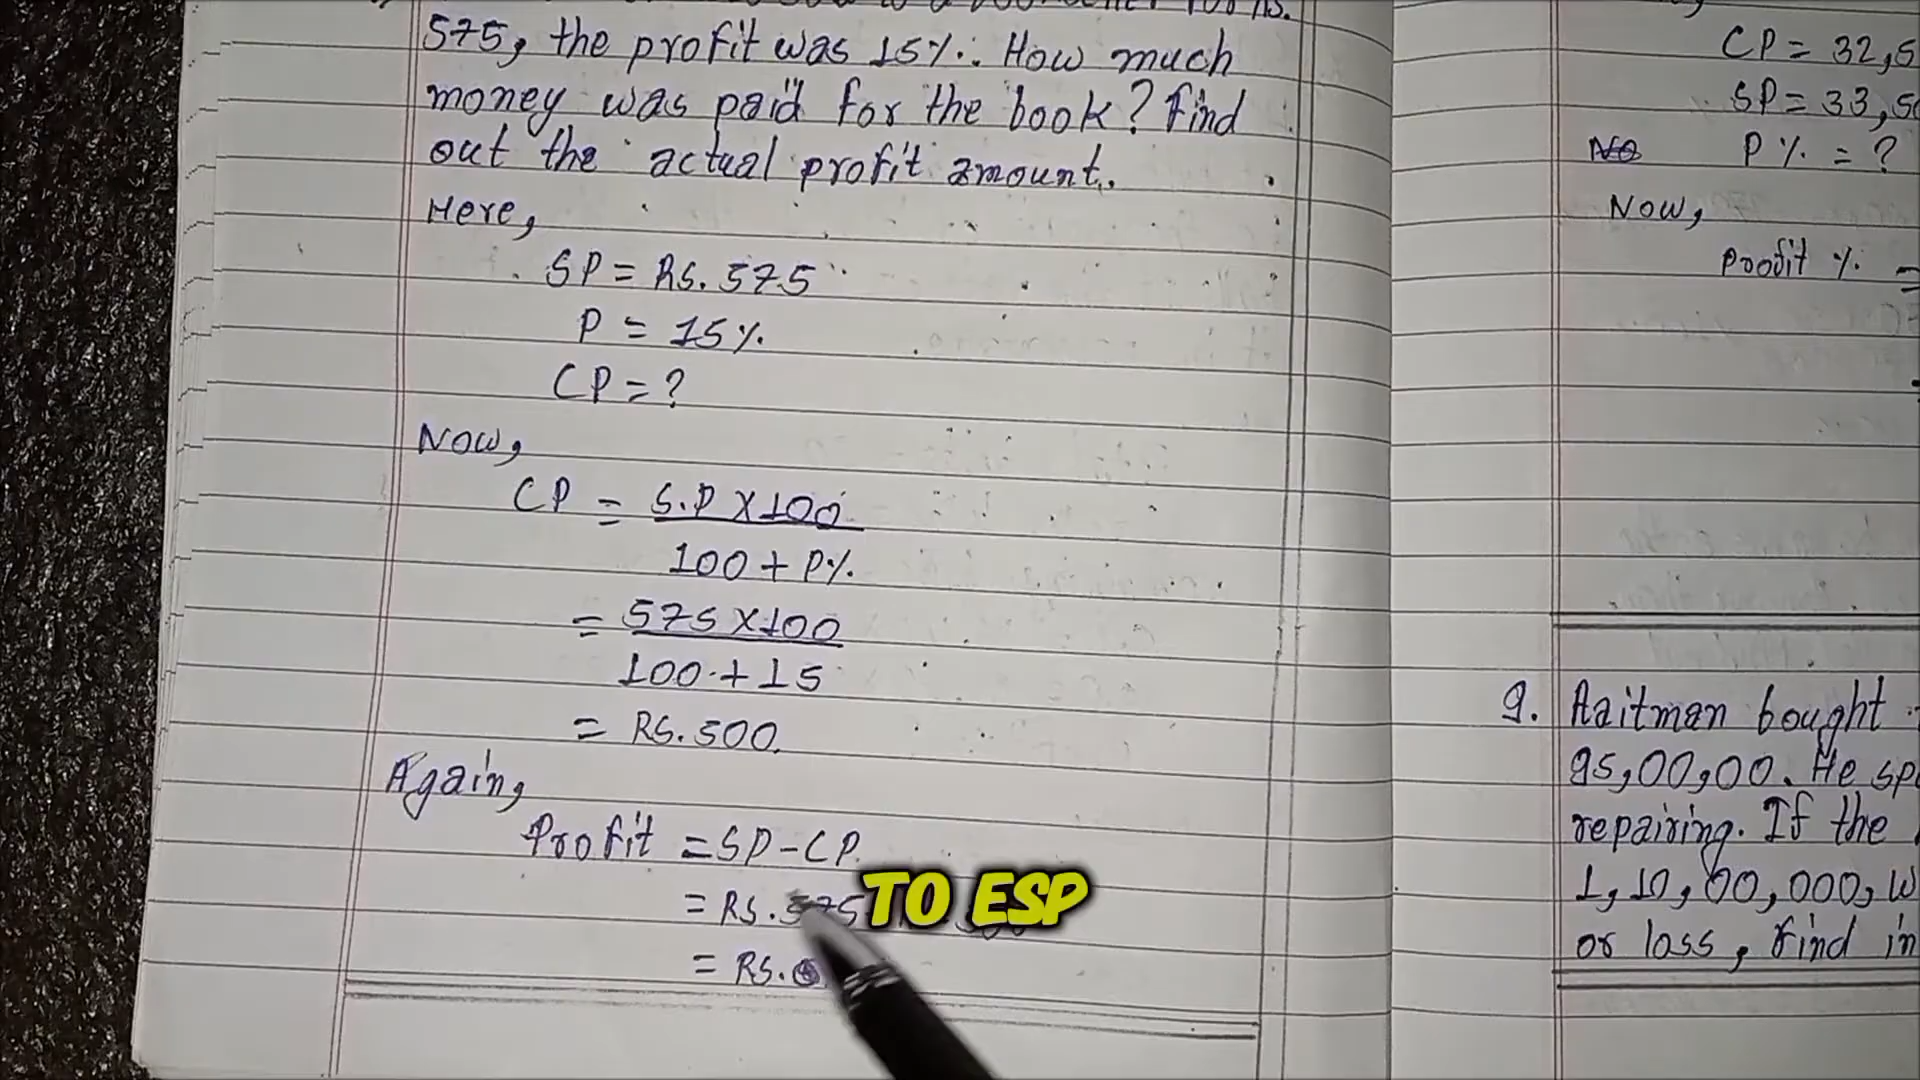 575, the profit was 15%. How much
money was paid for the book? Find
out the actual profit amount.
Here,
SP = RS. 575
P = 15%
CP = ?
Now,
CP = S.P X 100
100 + P%
= 575 X 100
100 + 15
= RS. 500
Again,
Profit = SP - CP
= RS. 575
= RS.
TO ESP
CP = 32,5
SP = 33,50
P% = ?
Now,
Profit % =
9. Aaitman bought
95,00,00. He sp
repairing. If the
1,10,00,000, W
or loss, find in